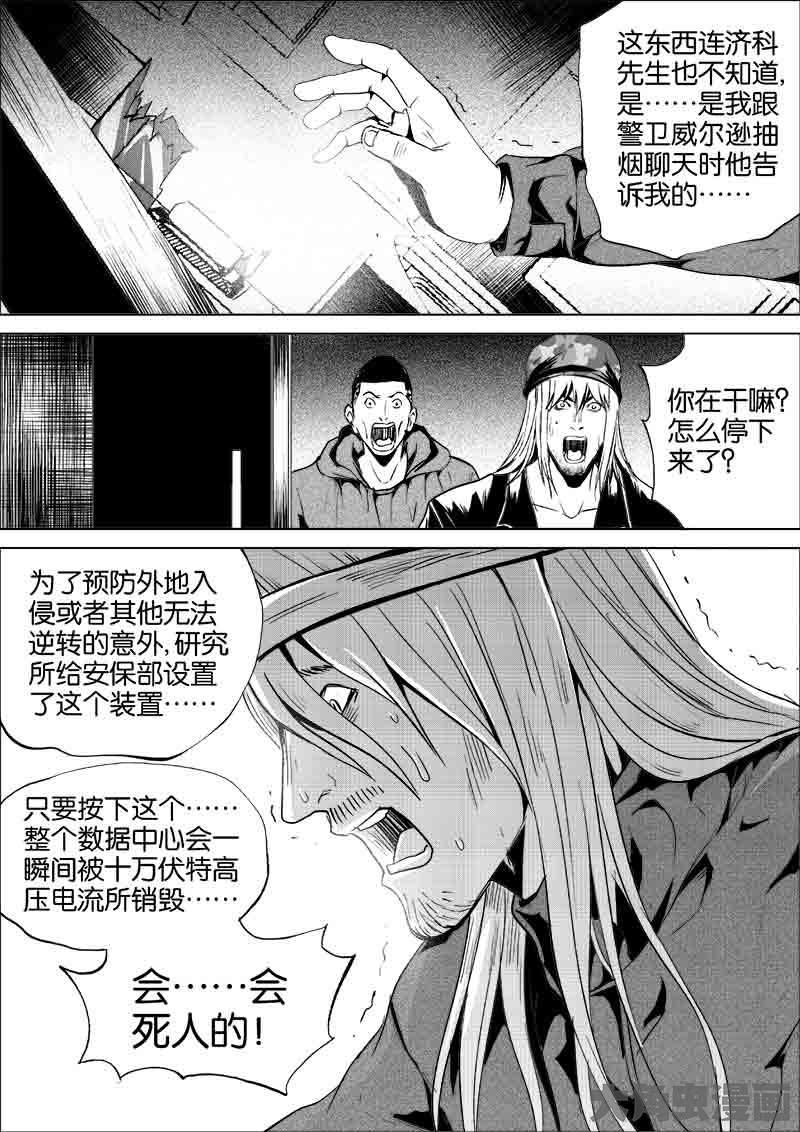 这东西连济科
先生也不知道,
是……是我跟
警卫威尔逊抽
烟聊天时他告
诉我的……
你在干嘛?
怎么停下
来了?
为了预防外地入
侵或者其他无法
逆转的意外,研究
所给安保部设置
了这个装置……
只要按下这个……
整个数据中心会一
瞬间被十万伏特高
压电流所销毁……
会……会
死人的!
大角虫漫画